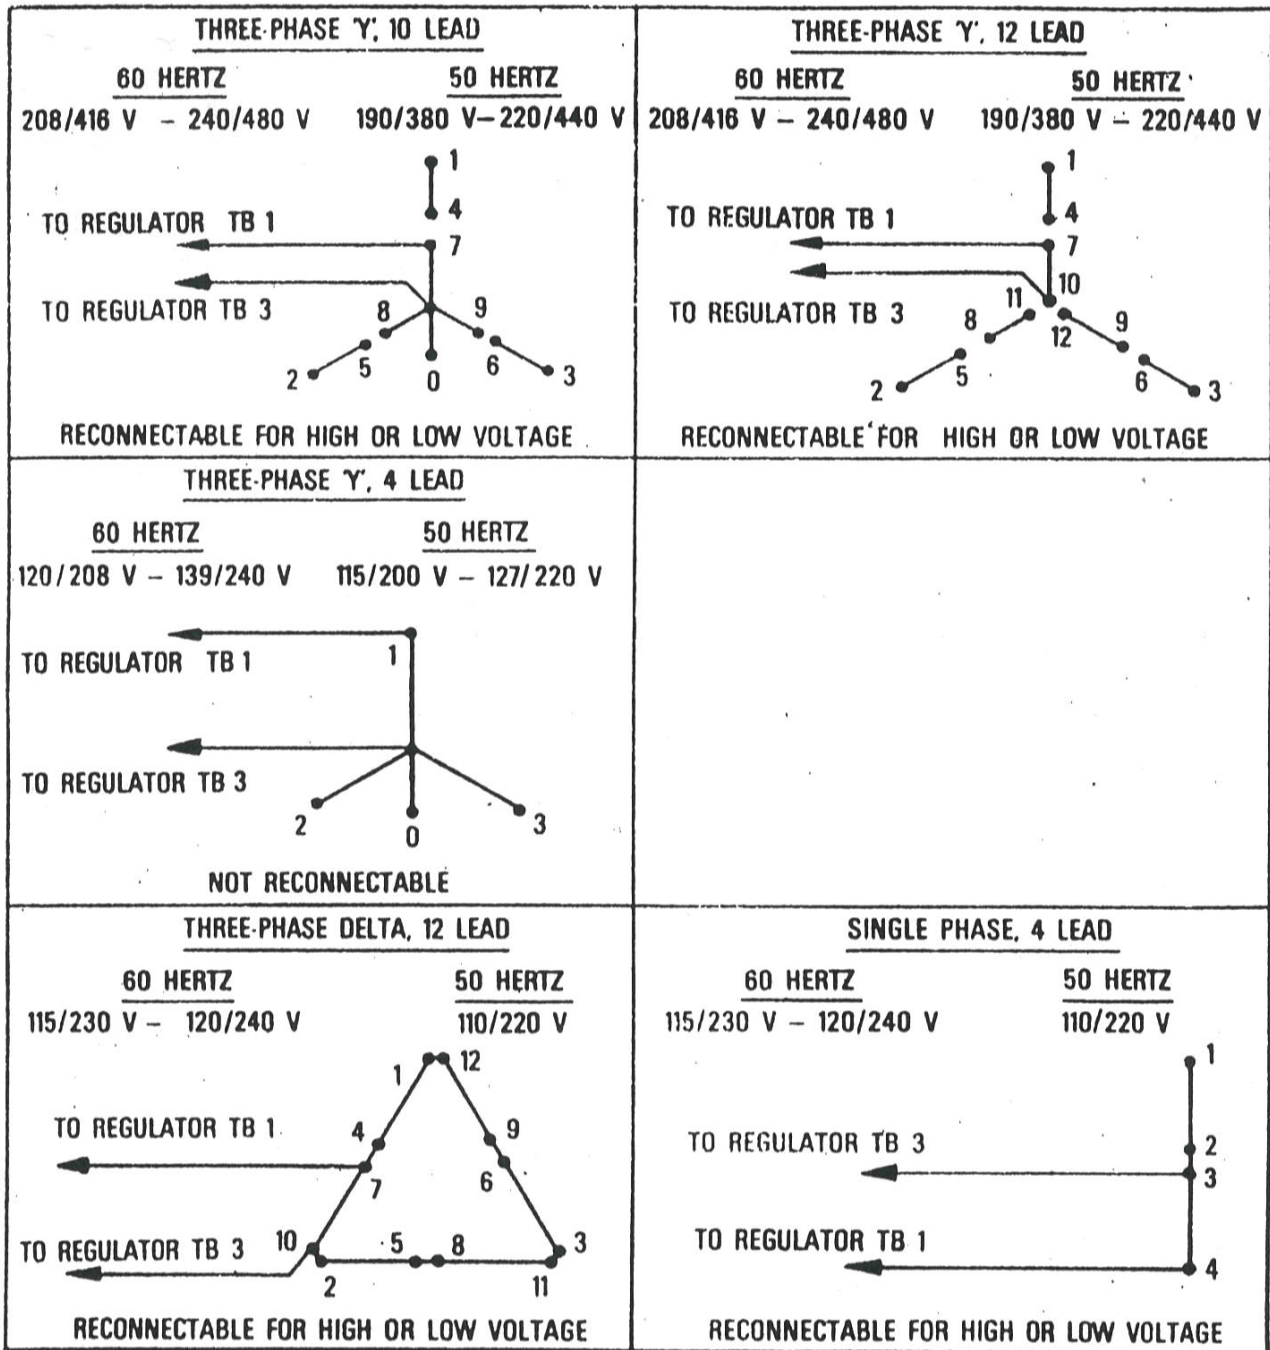 THREE-PHASE 'Y', 10 LEAD
60 HERTZ 50 HERTZ
208/416 V – 240/480 V 190/380 V – 220/440 V
1
4
TO REGULATOR TB 1
7
TO REGULATOR TB 3
8 9
2 5 0 6 3
RECONNECTABLE FOR HIGH OR LOW VOLTAGE
THREE-PHASE 'Y', 12 LEAD
60 HERTZ 50 HERTZ
208/416 V – 240/480 V 190/380 V – 220/440 V
1
4
TO REGULATOR TB 1
7
10
TO REGULATOR TB 3
11
8 12 9
2 5 6 3
RECONNECTABLE FOR HIGH OR LOW VOLTAGE
THREE-PHASE 'Y', 4 LEAD
60 HERTZ 50 HERTZ
120/208 V – 139/240 V 115/200 V – 127/220 V
TO REGULATOR TB 1
1
TO REGULATOR TB 3
2 0 3
NOT RECONNECTABLE
THREE-PHASE DELTA, 12 LEAD
60 HERTZ 50 HERTZ
115/230 V – 120/240 V 110/220 V
1 12
TO REGULATOR TB 1
4 9
7 6
TO REGULATOR TB 3
10 5 8 3
2 11
RECONNECTABLE FOR HIGH OR LOW VOLTAGE
SINGLE PHASE, 4 LEAD
60 HERTZ 50 HERTZ
115/230 V – 120/240 V 110/220 V
1
TO REGULATOR TB 3
2
3
TO REGULATOR TB 1
4
RECONNECTABLE FOR HIGH OR LOW VOLTAGE